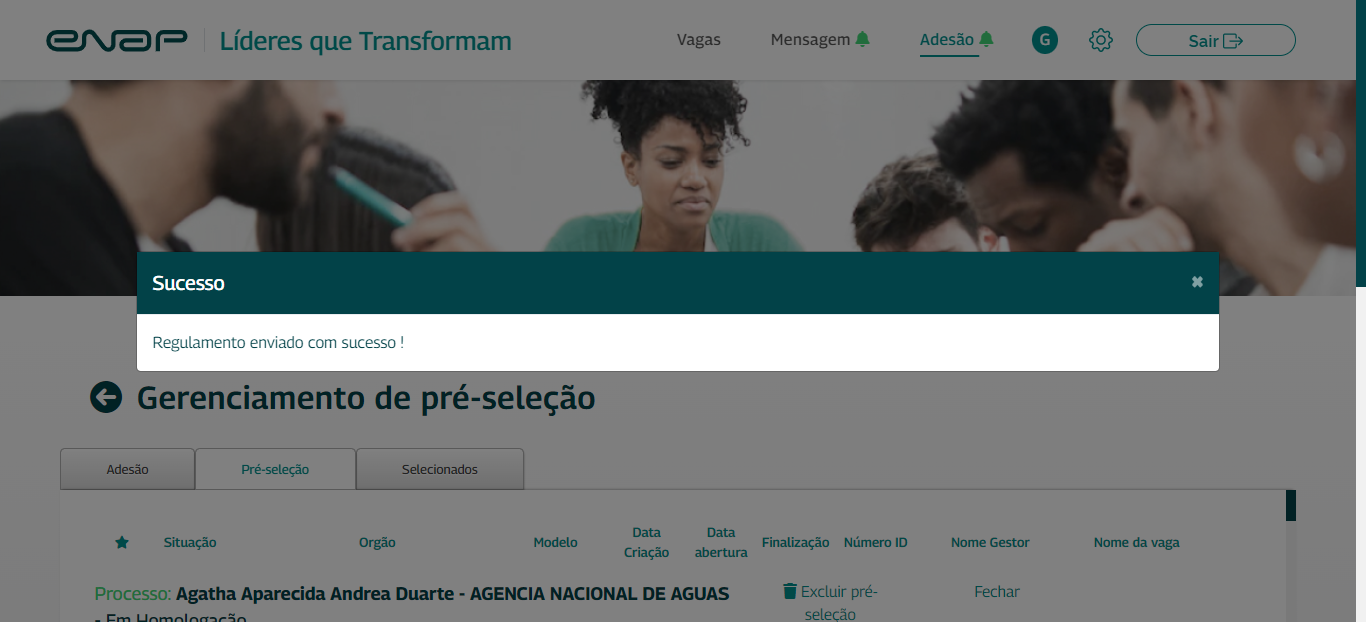 enap Líderes que Transformam Vagas Mensagem Adesão G Sair
Sucesso ✖
Regulamento enviado com sucesso !
Gerenciamento de pré-seleção
Adesão Pré-seleção Selecionados
Situação Orgão Modelo Data Criação Data abertura Finalização Número ID Nome Gestor Nome da vaga
Processo: Agatha Aparecida Andrea Duarte - AGENCIA NACIONAL DE AGUAS
- Em Homologação
Excluir pré-
seleção
Fechar